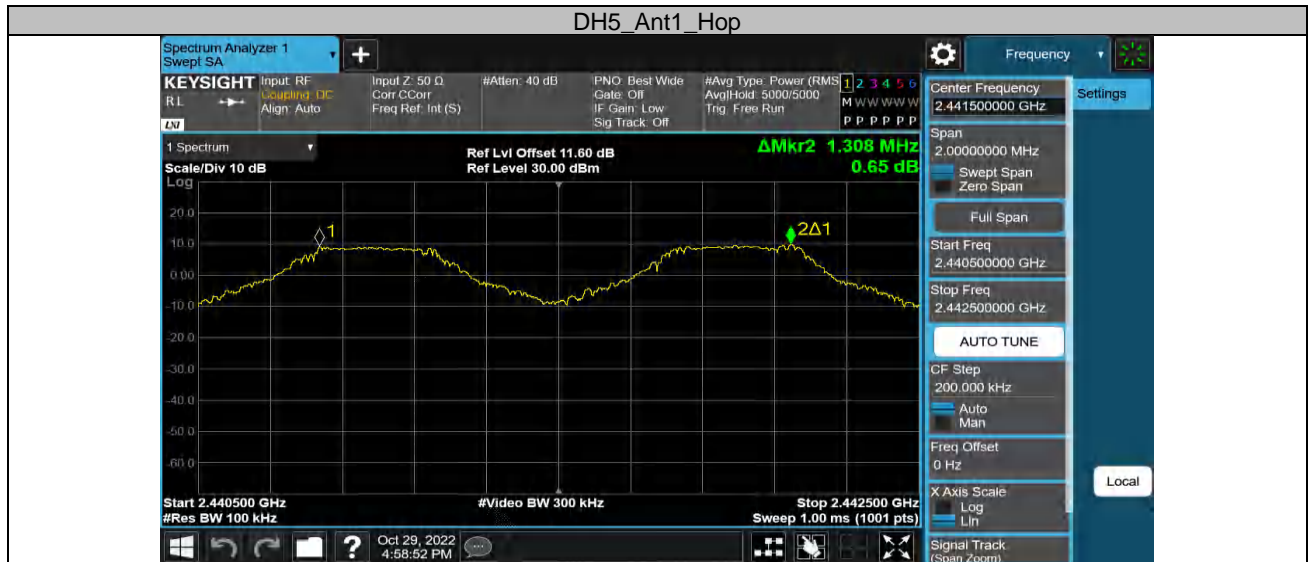 DH5_Ant1_Hop
Spectrum Analyzer 1
Swept SA
+
Frequency
KEYSIGHT
RL
LXI
Input: RF
Coupling: DC
Align: Auto
Input Z: 50 Ω
Corr CCorr
Freq Ref: Int (S)
#Atten: 40 dB
PNO: Best Wide
Gate: Off
IF Gain: Low
Sig Track: Off
#Avg Type: Power (RMS
Avg|Hold: 5000/5000
Trig: Free Run
1 2 3 4 5 6
M W W W W W
P P P P P P
Center Frequency
2.441500000 GHz
Settings
Span
2.00000000 MHz
Swept Span
Zero Span
Full Span
Start Freq
2.440500000 GHz
Stop Freq
2.442500000 GHz
AUTO TUNE
CF Step
200.000 kHz
Auto
Man
Freq Offset
0 Hz
X Axis Scale
Log
Lin
Signal Track
(Span Zoom)
Local
1 Spectrum
Scale/Div 10 dB
Ref Lvl Offset 11.60 dB
Ref Level 30.00 dBm
ΔMkr2 1.308 MHz
0.65 dB
Log
20.0
10.0
0.00
-10.0
-20.0
-30.0
-40.0
-50.0
-60.0
1
2Δ1
Start 2.440500 GHz
#Res BW 100 kHz
#Video BW 300 kHz
Stop 2.442500 GHz
Sweep 1.00 ms (1001 pts)
?
Oct 29, 2022
4:58:52 PM